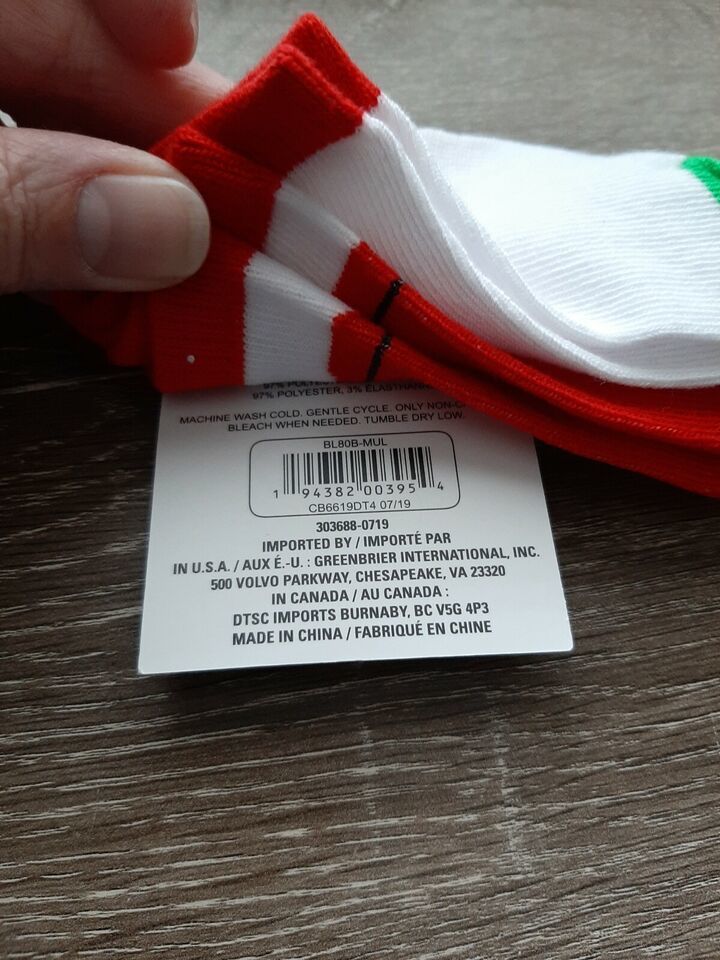 97% POLYESTER, 3% ELASTHAN
MACHINE WASH COLD. GENTLE CYCLE. ONLY NON-C
BLEACH WHEN NEEDED. TUMBLE DRY LOW.
BL80B-MUL
1 94382 00395 4
CB6619DT4 07/19
303688-0719
IMPORTED BY / IMPORTÉ PAR
IN U.S.A. / AUX É.-U. : GREENBRIER INTERNATIONAL, INC.
500 VOLVO PARKWAY, CHESAPEAKE, VA 23320
IN CANADA / AU CANADA :
DTSC IMPORTS BURNABY, BC V5G 4P3
MADE IN CHINA / FABRIQUÉ EN CHINE